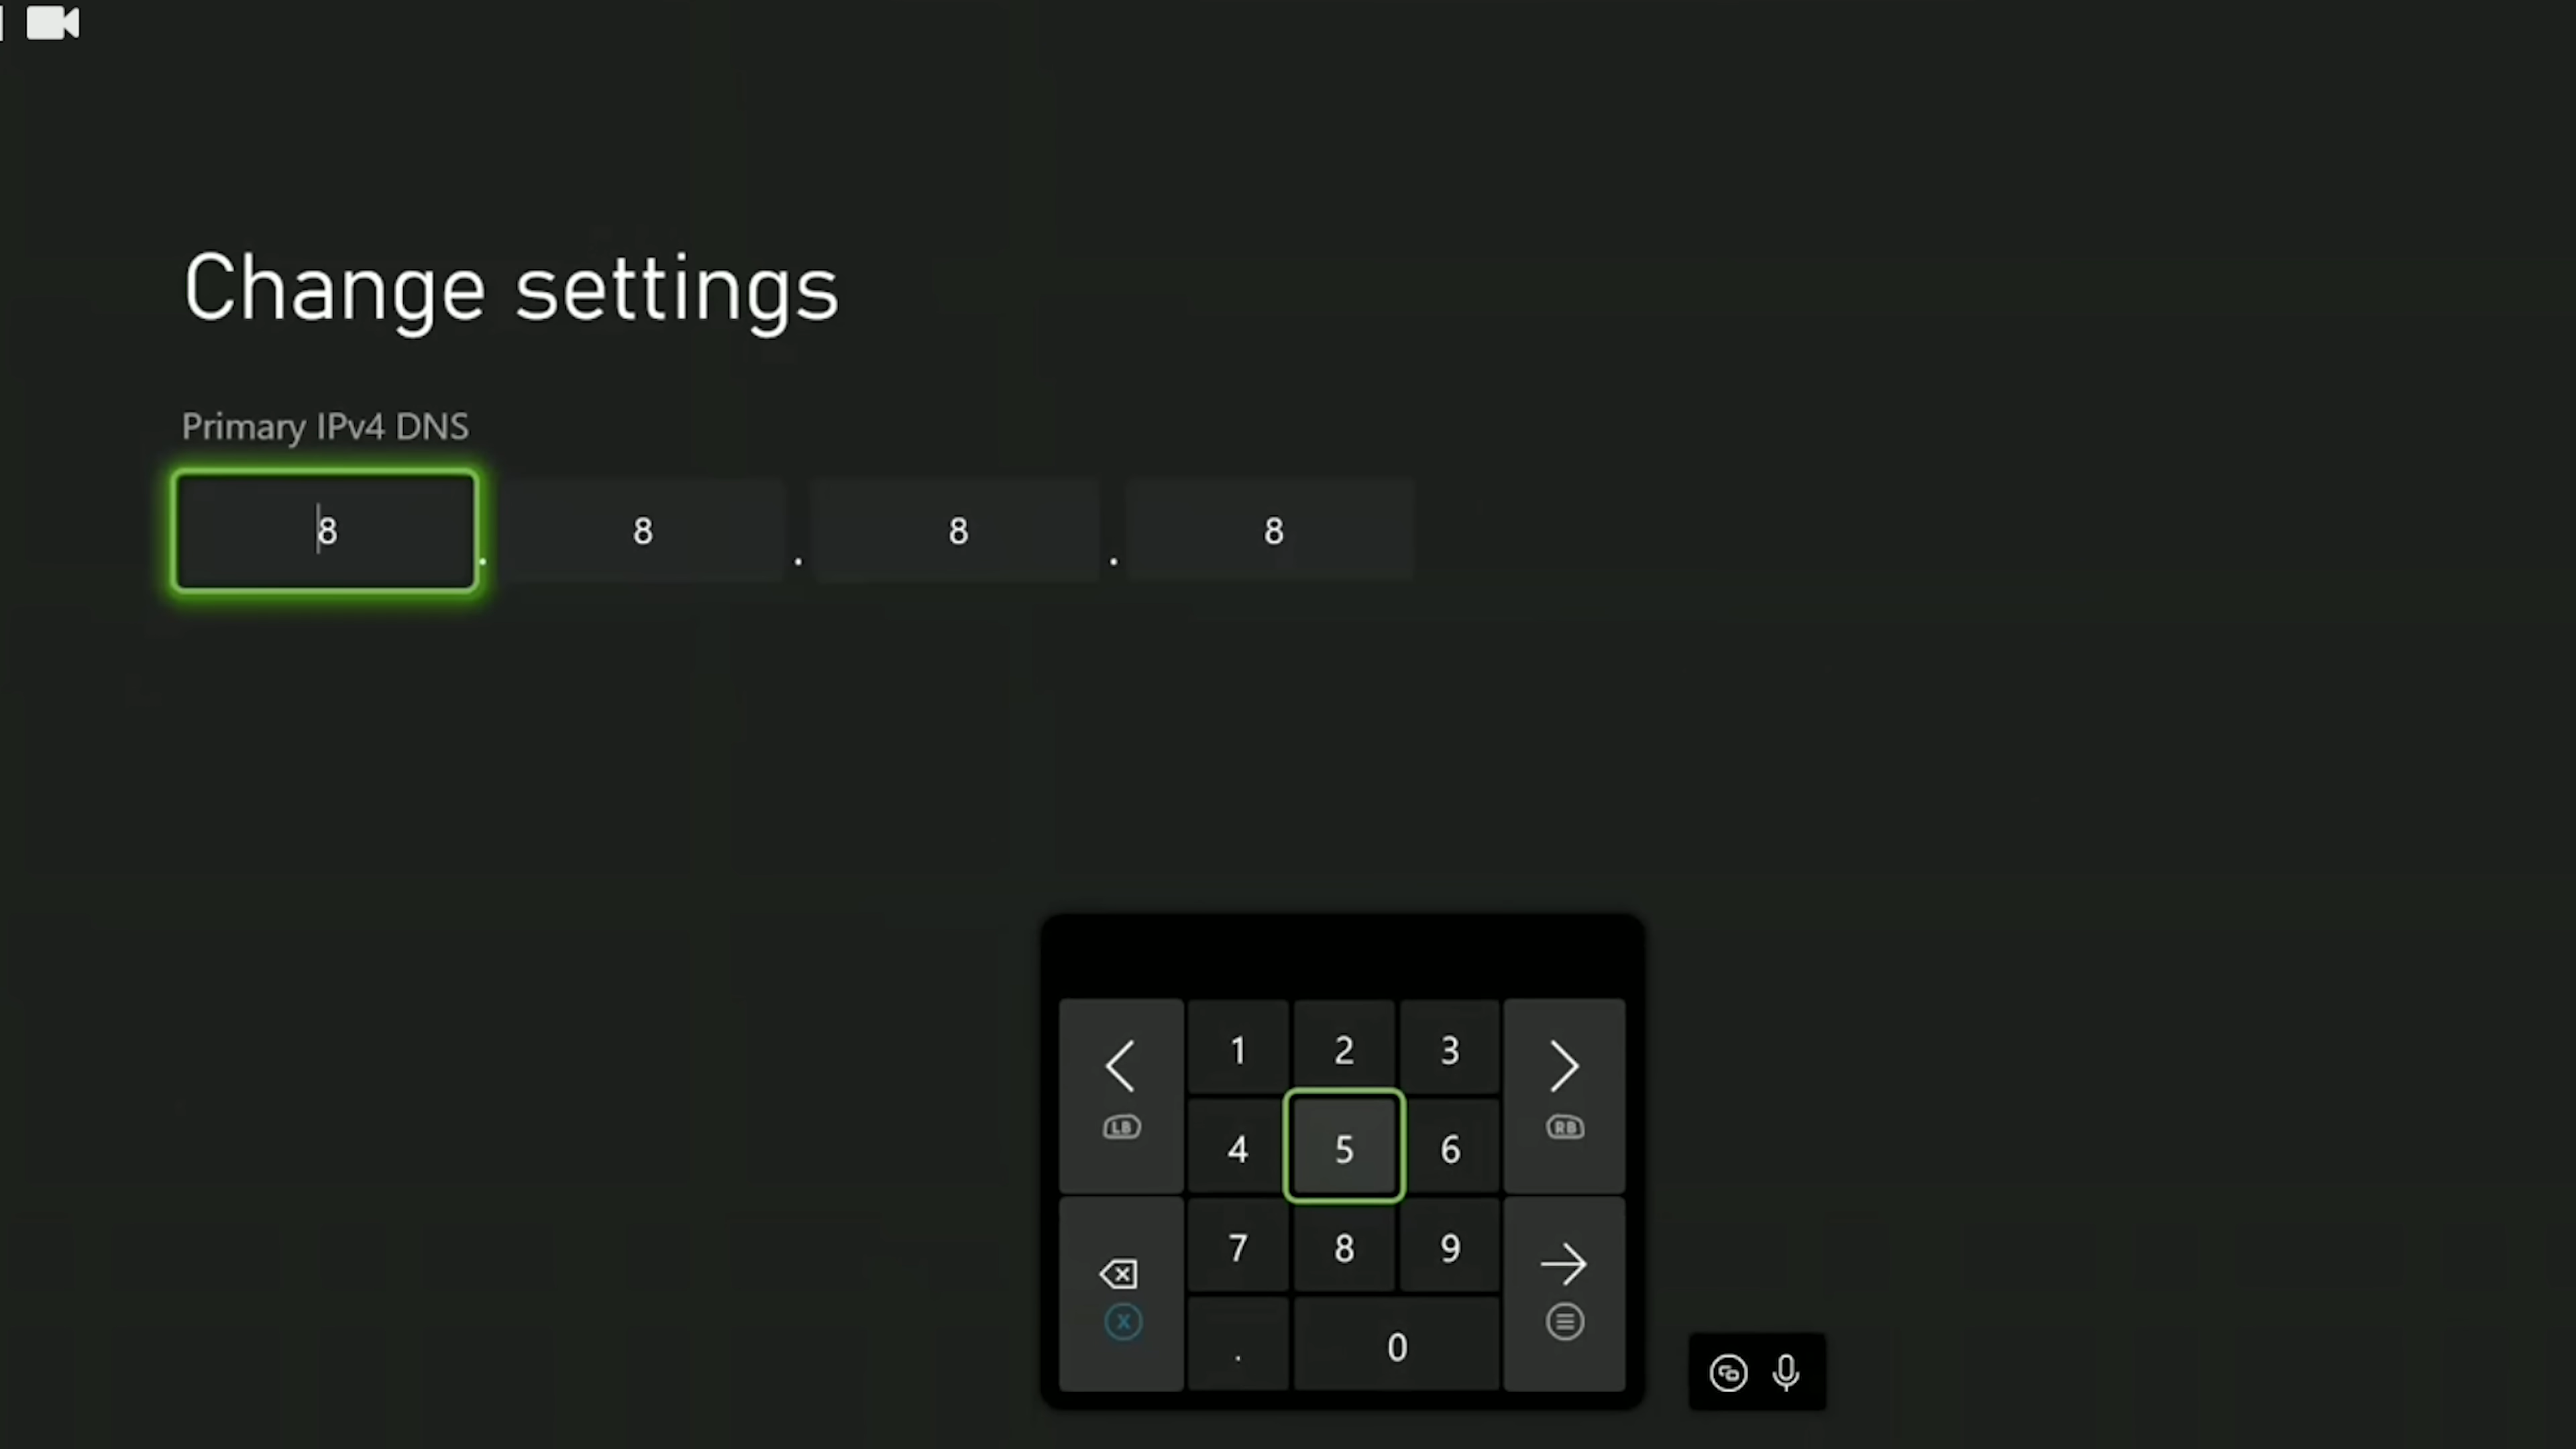 Change settings
Primary IPv4 DNS
8 . 8 . 8 . 8
1 2 3
LB RB
4 5 6
7 8 9
X
. 0